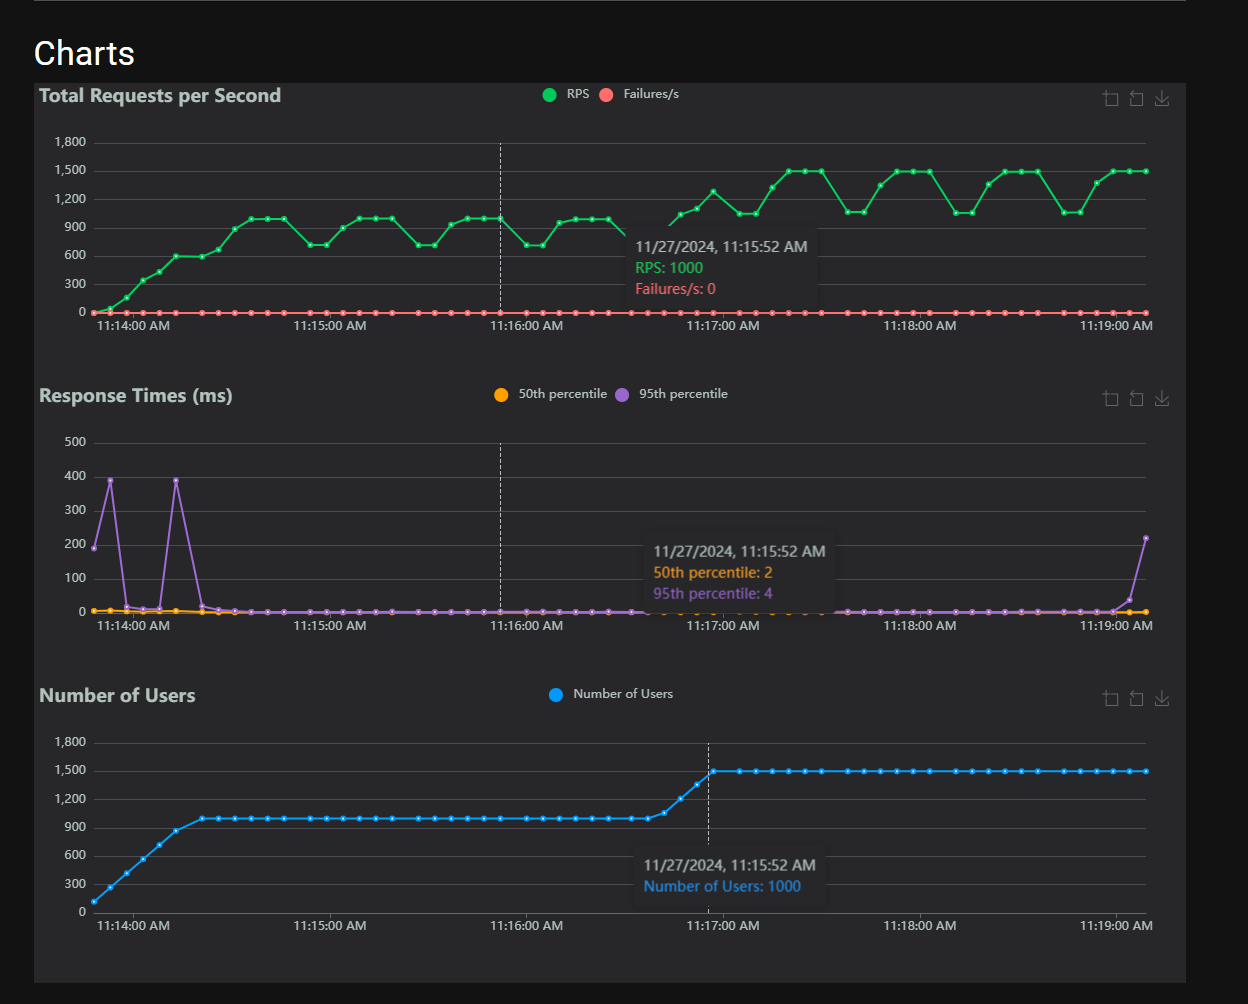 Charts
Total Requests per Second
RPS Failures/s
1,800
1,500
1,200
900
600
300
0
11/27/2024, 11:15:52 AM
RPS: 1000
Failures/s: 0
11:14:00 AM 11:15:00 AM 11:16:00 AM 11:17:00 AM 11:18:00 AM 11:19:00 AM
Response Times (ms)
50th percentile 95th percentile
500
400
300
200
100
0
11/27/2024, 11:15:52 AM
50th percentile: 2
95th percentile: 4
11:14:00 AM 11:15:00 AM 11:16:00 AM 11:17:00 AM 11:18:00 AM 11:19:00 AM
Number of Users
Number of Users
1,800
1,500
1,200
900
600
300
0
11/27/2024, 11:15:52 AM
Number of Users: 1000
11:14:00 AM 11:15:00 AM 11:16:00 AM 11:17:00 AM 11:18:00 AM 11:19:00 AM